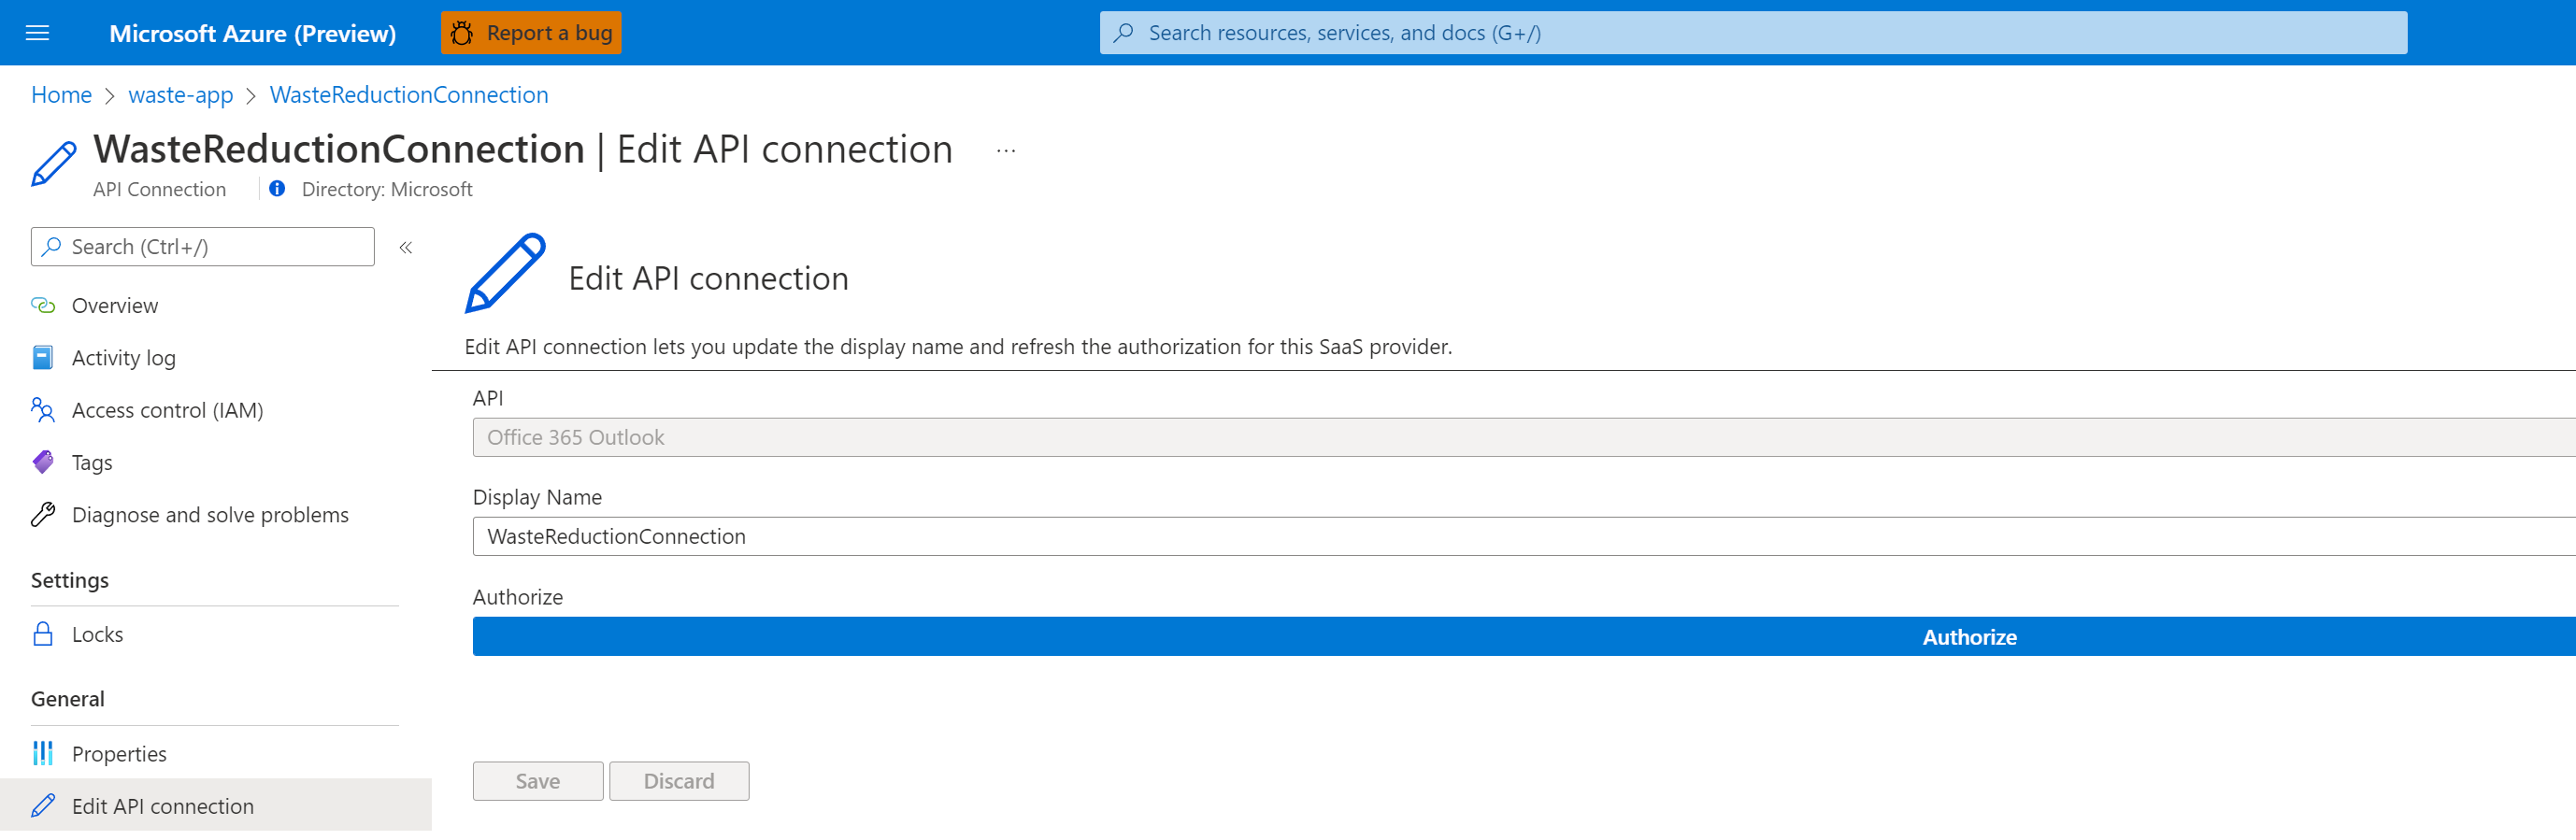 Microsoft Azure (Preview)
Report a bug
Search resources, services, and docs (G+/)
Home > waste-app > WasteReductionConnection
WasteReductionConnection | Edit API connection ...
API Connection
Directory: Microsoft
Search (Ctrl+/)
«
Overview
Activity log
Access control (IAM)
Tags
Diagnose and solve problems
Settings
Locks
General
Properties
Edit API connection
Edit API connection
Edit API connection lets you update the display name and refresh the authorization for this SaaS provider.
API
Office 365 Outlook
Display Name
WasteReductionConnection
Authorize
Authorize
Save
Discard